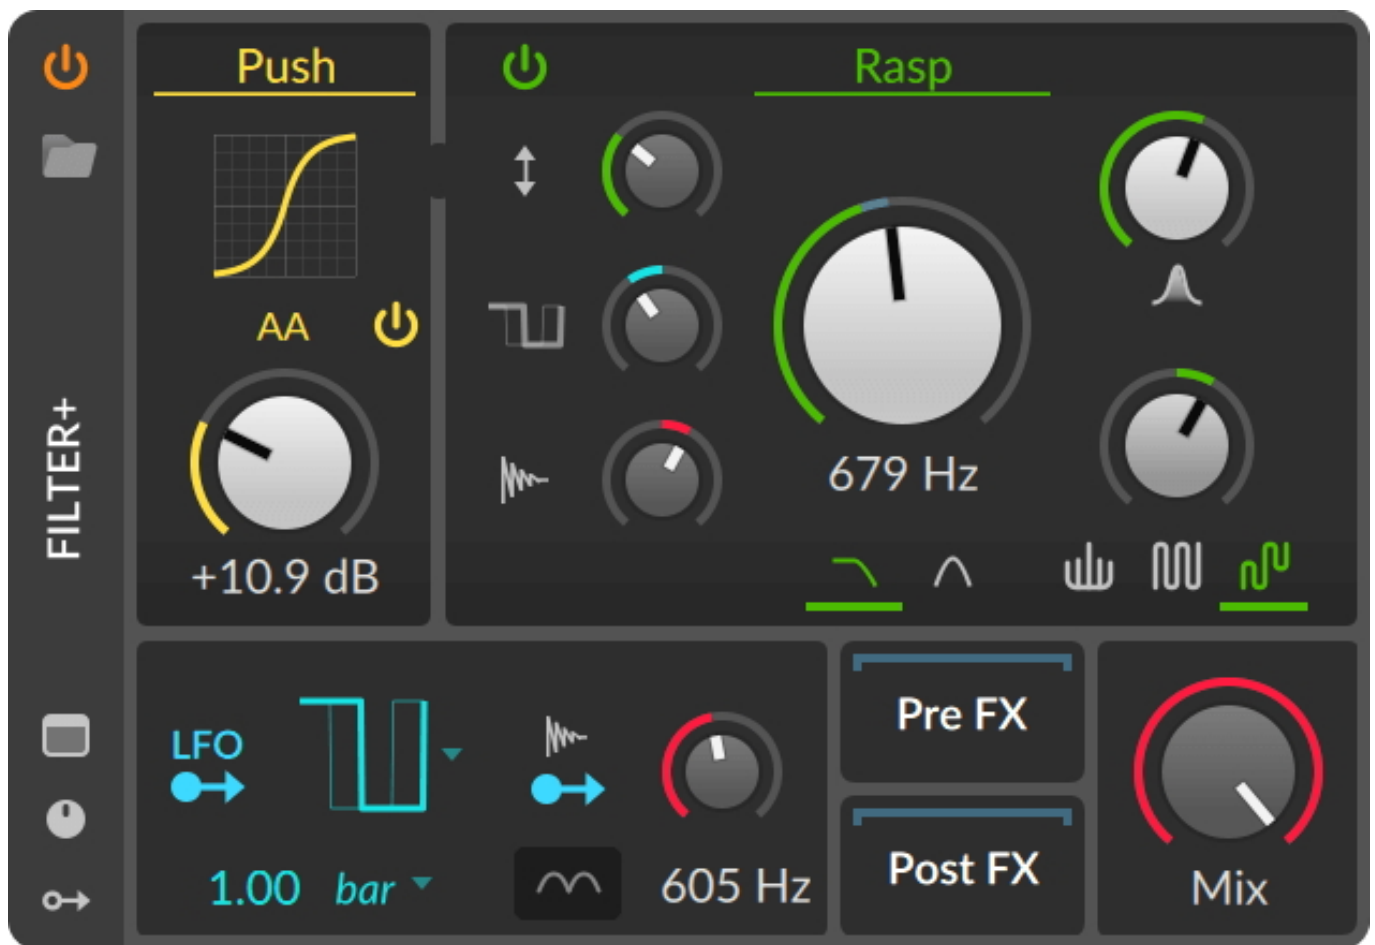 FILTER+
Push
Rasp
AA
+10.9 dB
679 Hz
LFO
1.00 bar
605 Hz
Pre FX
Post FX
Mix